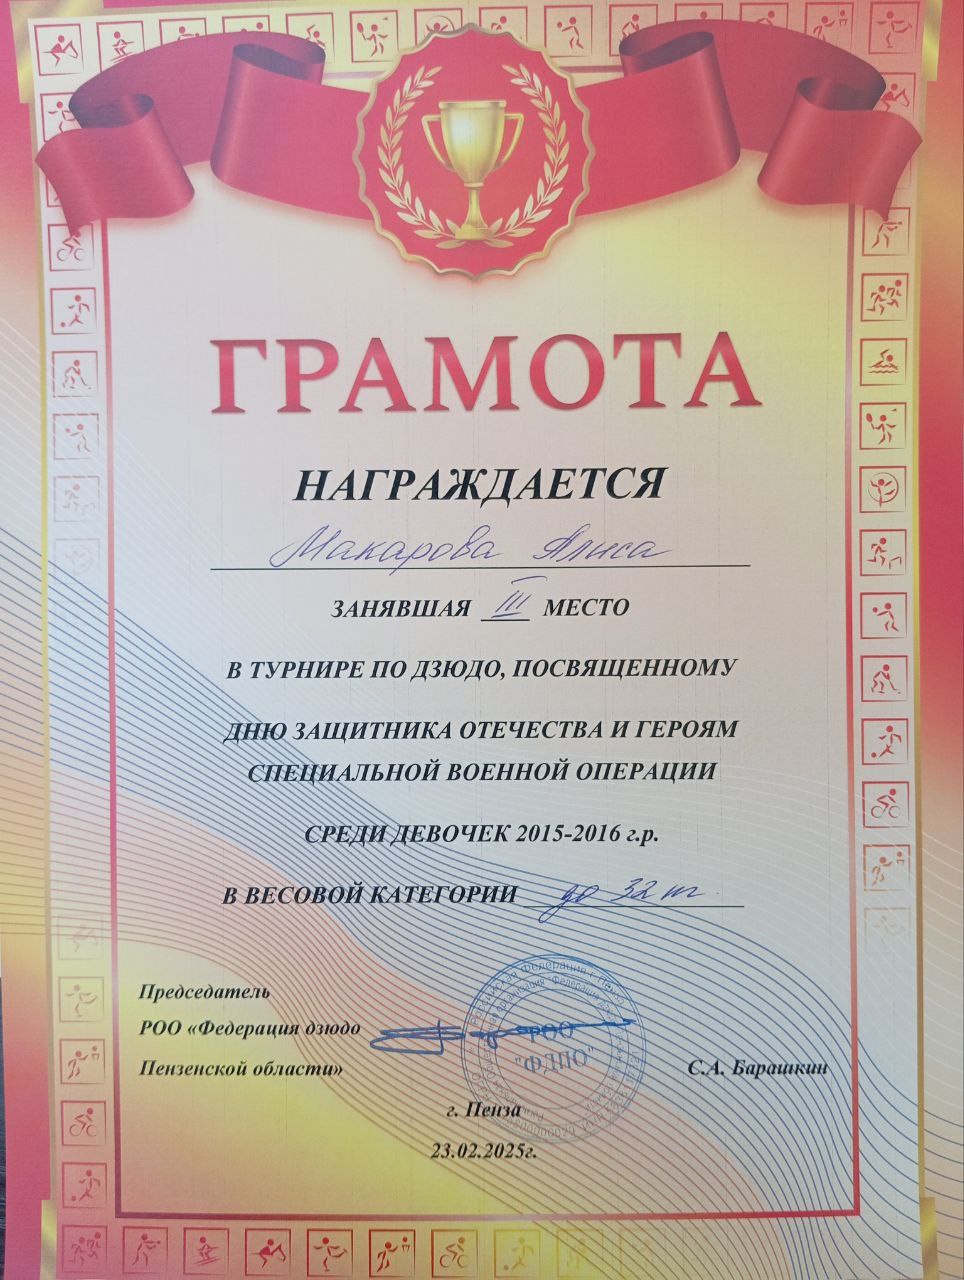 ГРАМОТА
НАГРАЖДАЕТСЯ
Макарова Алиса
ЗАНЯВШАЯ III МЕСТО
В ТУРНИРЕ ПО ДЗЮДО, ПОСВЯЩЕННОМУ
ДНЮ ЗАЩИТНИКА ОТЕЧЕСТВА И ГЕРОЯМ
СПЕЦИАЛЬНОЙ ВОЕННОЙ ОПЕРАЦИИ
СРЕДИ ДЕВОЧЕК 2015-2016 г.р.
В ВЕСОВОЙ КАТЕГОРИИ до 32 кг
Председатель
РОО «Федерация дзюдо
Пензенской области»
РОО
"ФДПО"
С.А. Барашкин
г. Пенза
23.02.2025г.